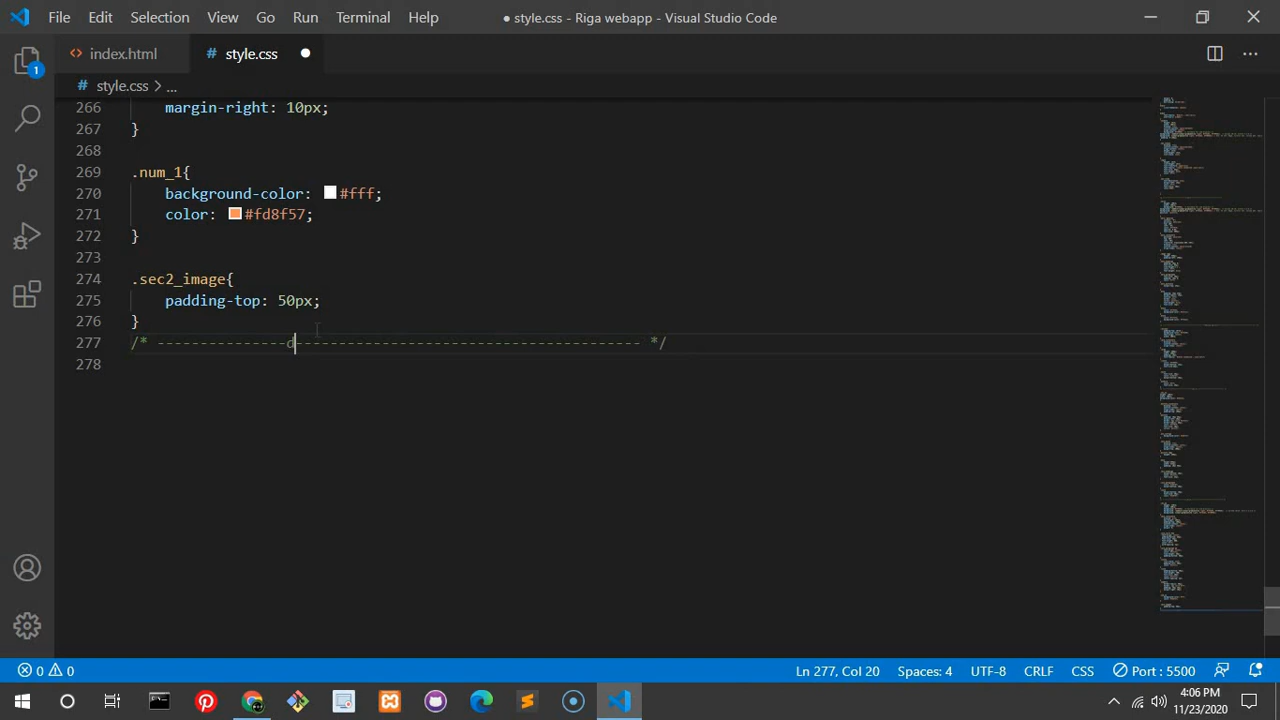 File Edit Selection View Go Run Terminal Help ● style.css - Riga webapp - Visual Studio Code
<> index.html # style.css ●
# style.css > ...
1
266 margin-right: 10px;
267 }
268
269 .num_1{
270 background-color: #fff;
271 color: #fd8f57;
272 }
273
274 .sec2_image{
275 padding-top: 50px;
276 }
277 /* ---------------d----------------------------------------- */
278
0 0 Ln 277, Col 20 Spaces: 4 UTF-8 CRLF CSS Port : 5500
4:06 PM
11/23/2020